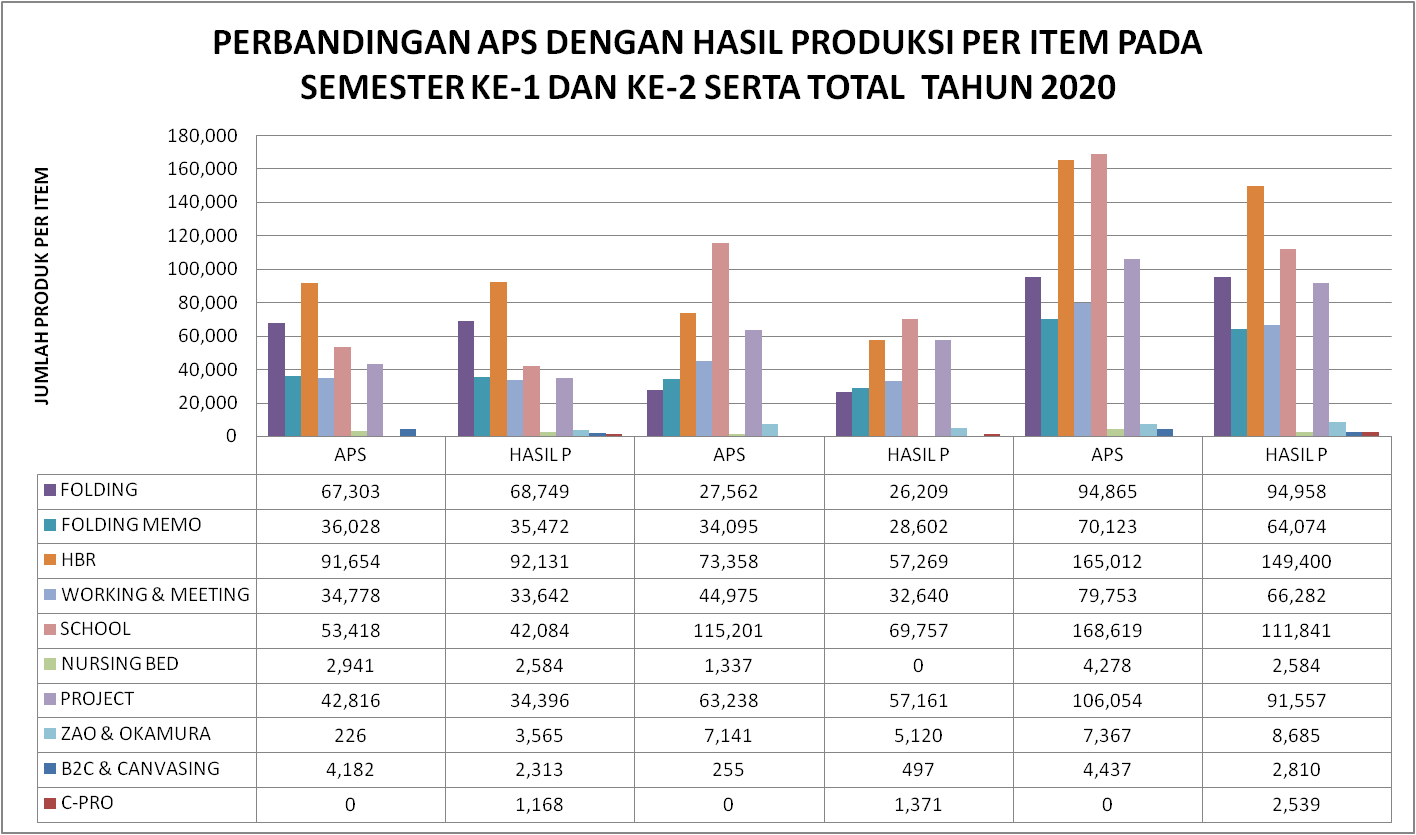 PERBANDINGAN APS DENGAN HASIL PRODUKSI PER ITEM PADA
SEMESTER KE-1 DAN KE-2 SERTA TOTAL TAHUN 2020
JUMLAH PRODUK PER ITEM
180,000
160,000
140,000
120,000
100,000
80,000
60,000
40,000
20,000
0
APS HASIL P APS HASIL P APS HASIL P
FOLDING 67,303 68,749 27,562 26,209 94,865 94,958
FOLDING MEMO 36,028 35,472 34,095 28,602 70,123 64,074
HBR 91,654 92,131 73,358 57,269 165,012 149,400
WORKING & MEETING 34,778 33,642 44,975 32,640 79,753 66,282
SCHOOL 53,418 42,084 115,201 69,757 168,619 111,841
NURSING BED 2,941 2,584 1,337 0 4,278 2,584
PROJECT 42,816 34,396 63,238 57,161 106,054 91,557
ZAO & OKAMURA 226 3,565 7,141 5,120 7,367 8,685
B2C & CANVASING 4,182 2,313 255 497 4,437 2,810
C-PRO 0 1,168 0 1,371 0 2,539